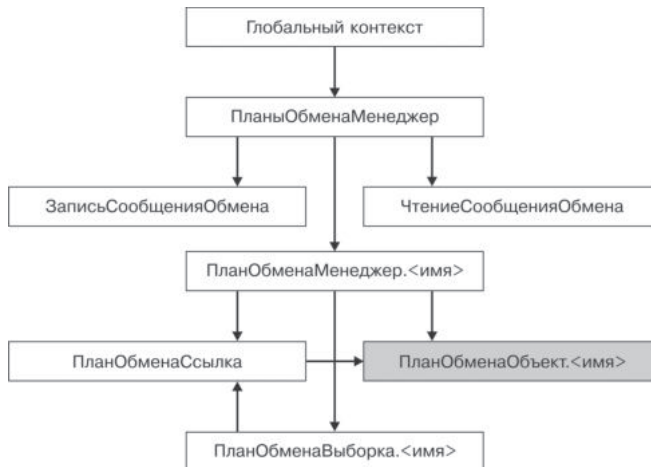 Глобальный контекст
ПланыОбменаМенеджер
ЗаписьСообщенияОбмена
ЧтениеСообщенияОбмена
ПланОбменаМенеджер.<имя>
ПланОбменаСсылка
ПланОбменаОбъект.<имя>
ПланОбменаВыборка.<имя>